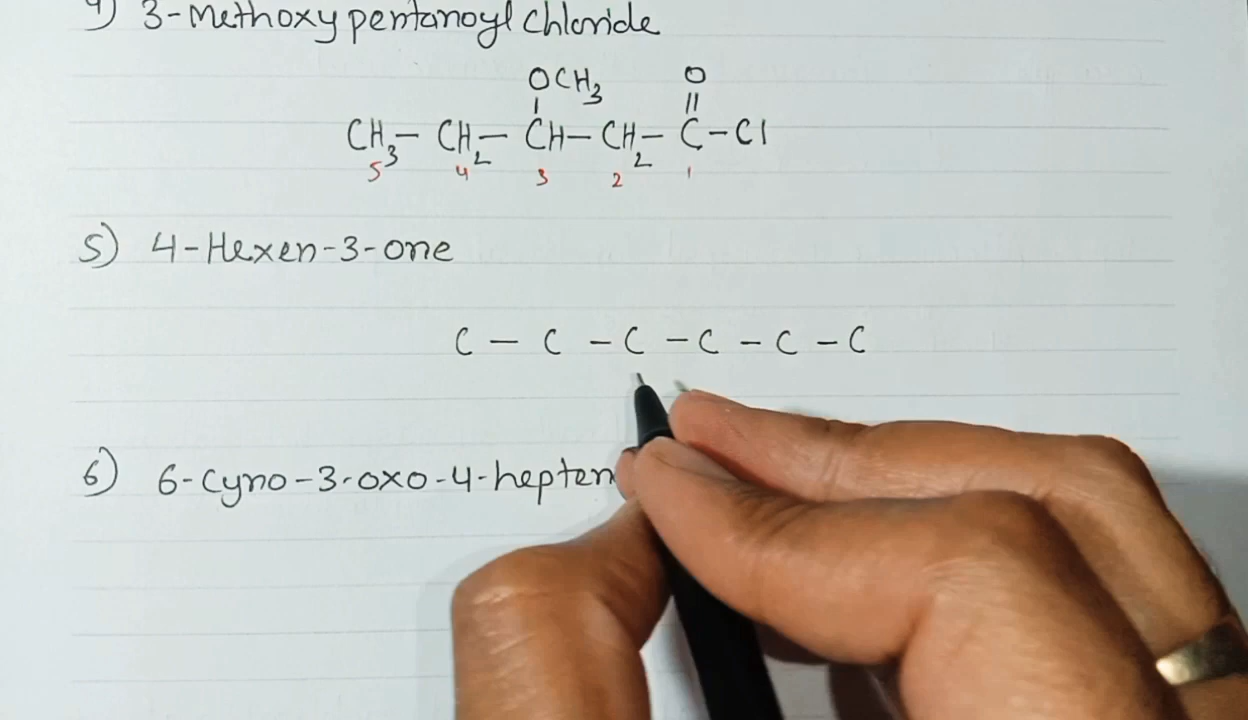 4) 3-Methoxy pentanoyl chloride
OCH3 O
CH3 – CH2 – CH – CH2 – C – Cl
5 4 3 2 1
5) 4-Hexen-3-one
C – C – C – C – C – C
6) 6-Cyno-3-oxo-4-hepten